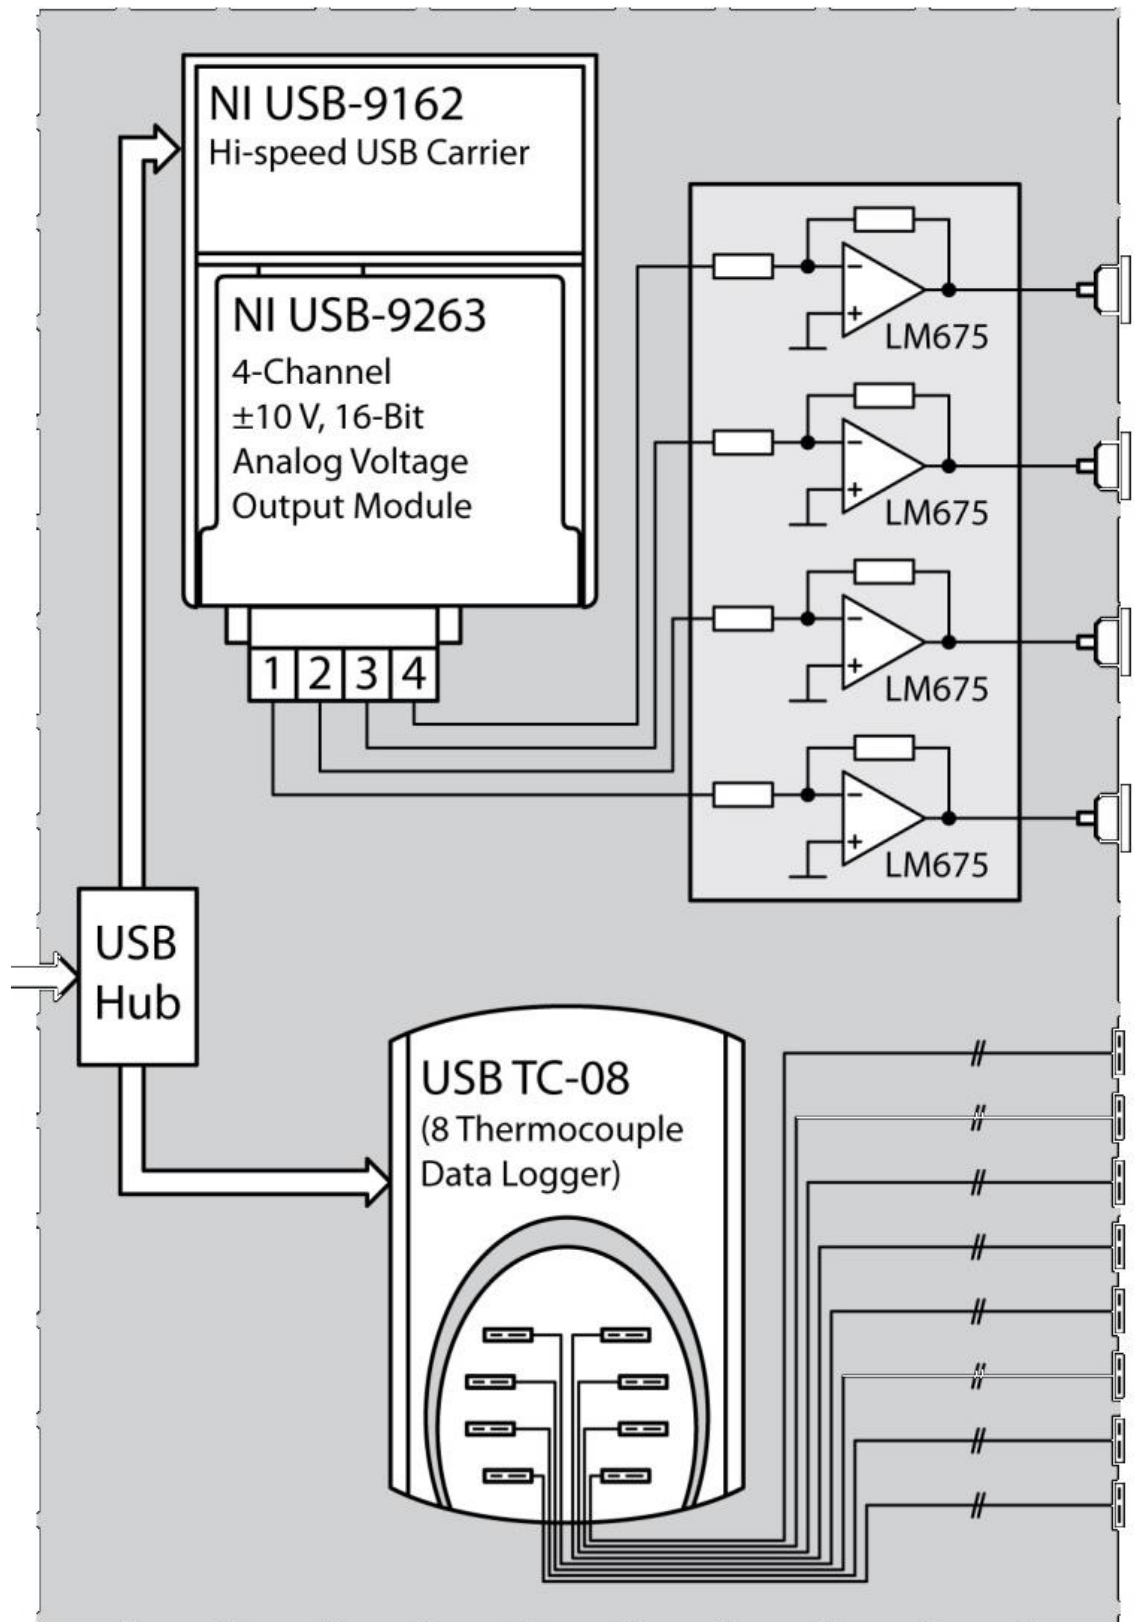 NI USB-9162
Hi-speed USB Carrier
NI USB-9263
4-Channel
±10 V, 16-Bit
Analog Voltage
Output Module
1 2 3 4
LM675
LM675
LM675
LM675
USB
Hub
USB TC-08
(8 Thermocouple
Data Logger)